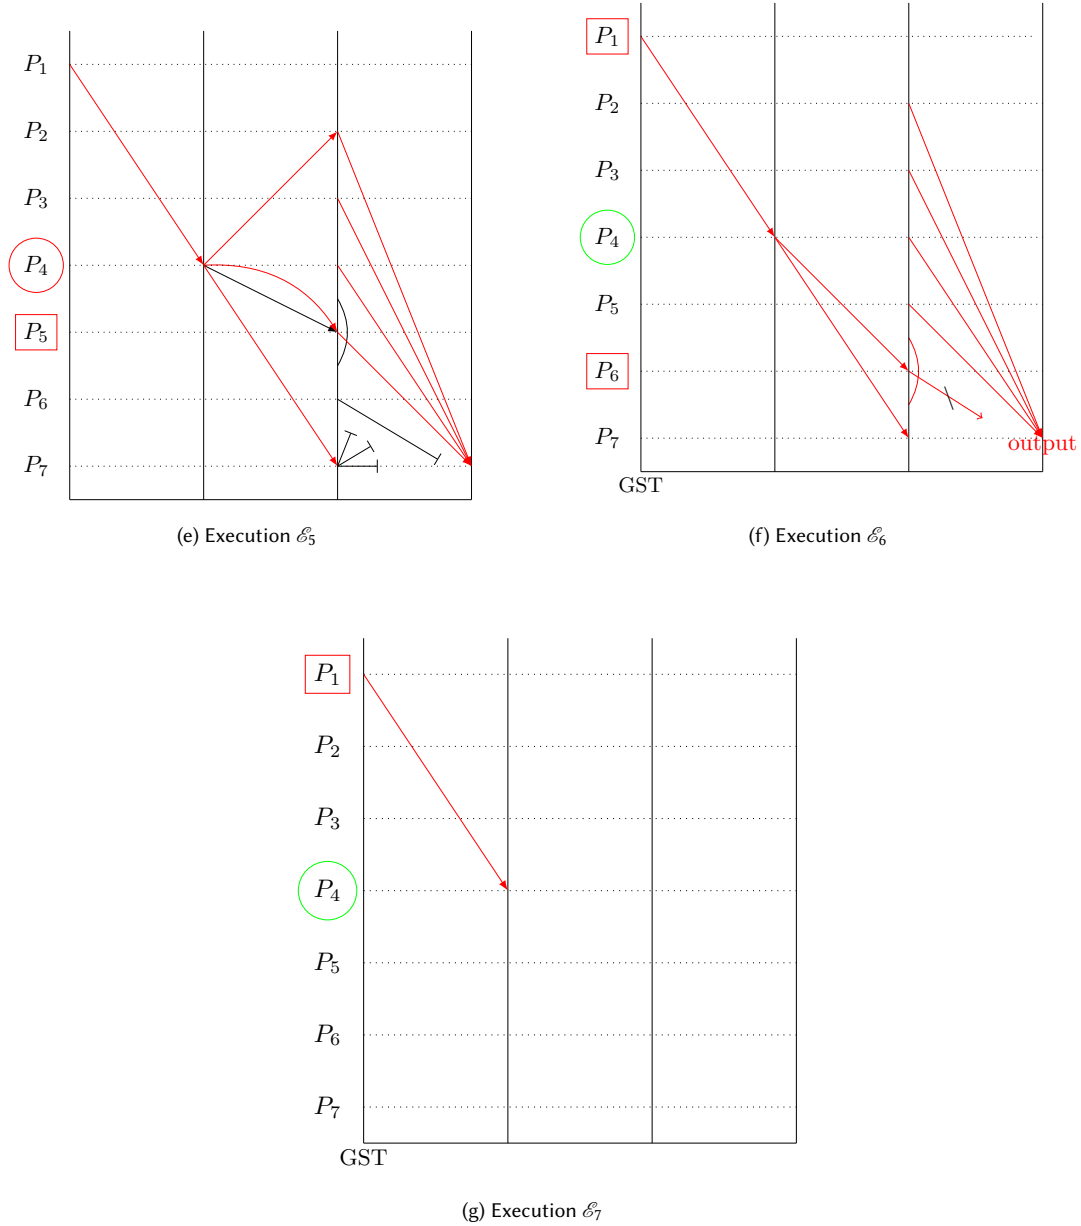 P₁
P₂
P₃
P₄
P₅
P₆
P₇
(e) Execution ℰ₅
P₁
P₂
P₃
P₄
P₅
P₆
P₇
output
GST
(f) Execution ℰ₆
P₁
P₂
P₃
P₄
P₅
P₆
P₇
GST
(g) Execution ℰ₇